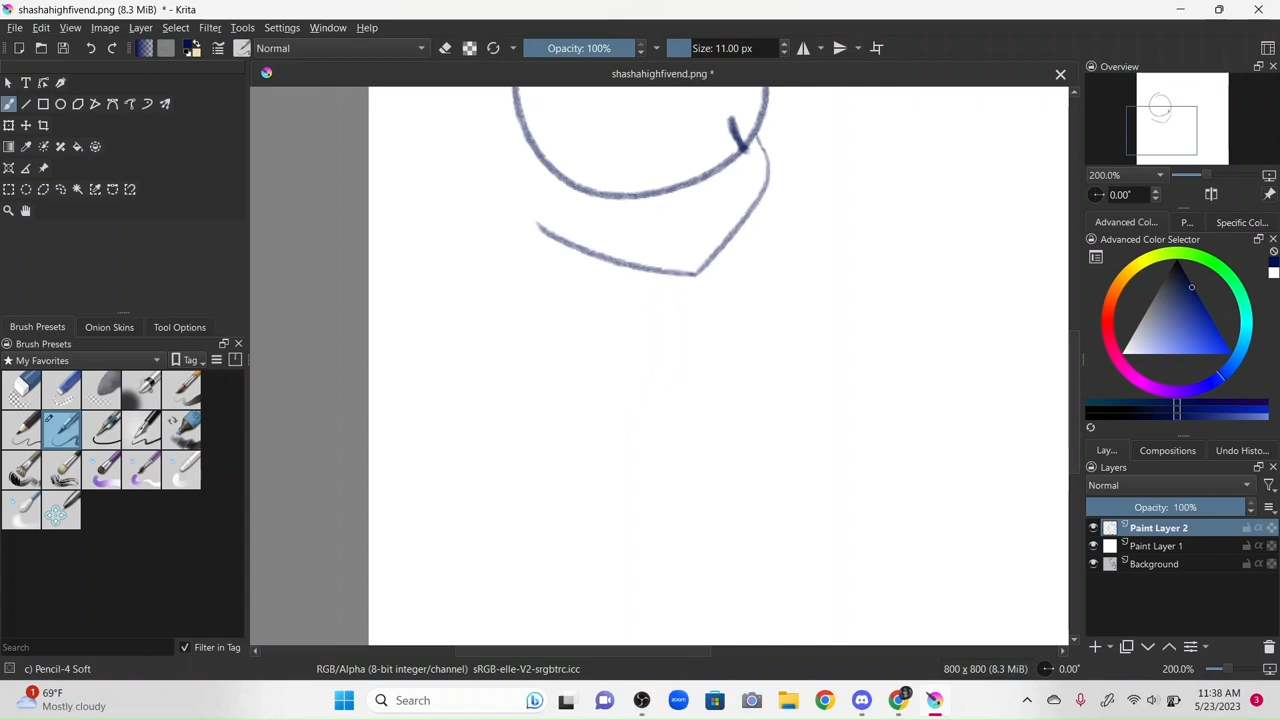 shashahighfivend.png (8.3 MiB) * - Krita
File Edit View Image Layer Select Filter Tools Settings Window Help
Normal Opacity: 100% Size: 11.00 px
shashahighfivend.png *
Overview
200.0%
0.00°
Advanced Col... P... Specific Col...
Advanced Color Selector
Brush Presets Onion Skins Tool Options
Brush Presets
My Favorites Tag
Lay... Compositions Undo Histo...
Layers
Normal
Opacity: 100%
Paint Layer 2
Paint Layer 1
Background
Search Filter in Tag
c) Pencil-4 Soft RGB/Alpha (8-bit integer/channel) sRGB-elle-V2-srgbtrc.icc 800 x 800 (8.3 MiB) 0.00° 200.0%
1 69°F
Mostly cloudy
Search
11:38 AM
5/23/2023
3